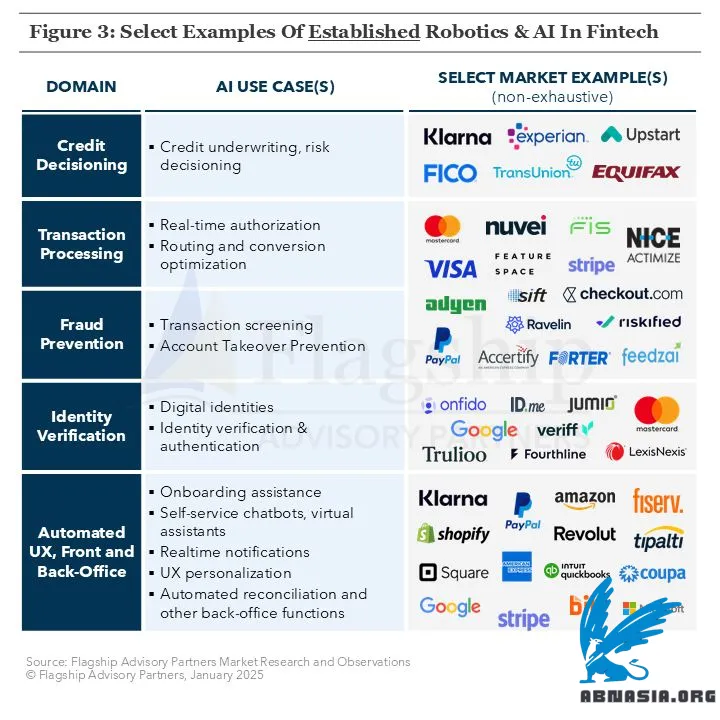 Figure 3: Select Examples Of Established Robotics & AI In Fintech
DOMAIN
AI USE CASE(S)
SELECT MARKET EXAMPLE(S)
(non-exhaustive)
Credit
Decisioning
▪ Credit underwriting, risk
decisioning
Klarna experian. Upstart
FICO TransUnion tu EQUIFAX
Transaction
Processing
▪ Real-time authorization
▪ Routing and conversion
optimization
mastercard nuvei FIS NICE
ACTIMIZE
VISA FEATURE
SPACE
stripe
adyen sift checkout.com
Fraud
Prevention
▪ Transaction screening
▪ Account Takeover Prevention
Ravelin riskified
PayPal Accertify FORTER feedzai
AN AMERICAN EXPRESS COMPANY
Identity
Verification
▪ Digital identities
▪ Identity verification &
authentication
onfido ID.me JUMIO mastercard
Google veriff
Trulioo Fourthline LexisNexis
Automated
UX, Front and
Back-Office
▪ Onboarding assistance
▪ Self-service chatbots, virtual
assistants
▪ Realtime notifications
▪ UX personalization
▪ Automated reconciliation and
other back-office functions
Klarna PayPal amazon fiserv.
shopify Revolut tipalti
Square AMERICAN
EXPRESS
qb INTUIT
quickbooks
coupa
Google stripe
Flagship
ADVISORY PARTNERS
Source: Flagship Advisory Partners Market Research and Observations
© Flagship Advisory Partners, January 2025
ABNASIA.ORG